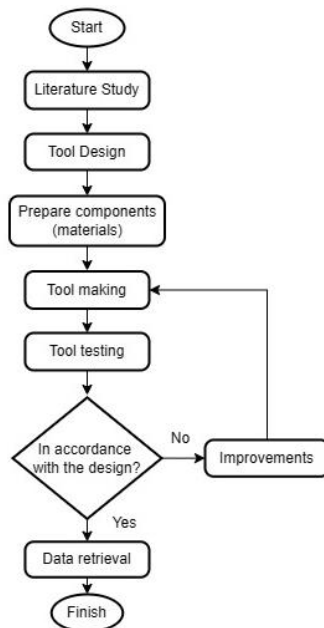 Start
Literature Study
Tool Design
Prepare components
(materials)
Tool making
Tool testing
In accordance
with the design?
No
Improvements
Yes
Data retrieval
Finish